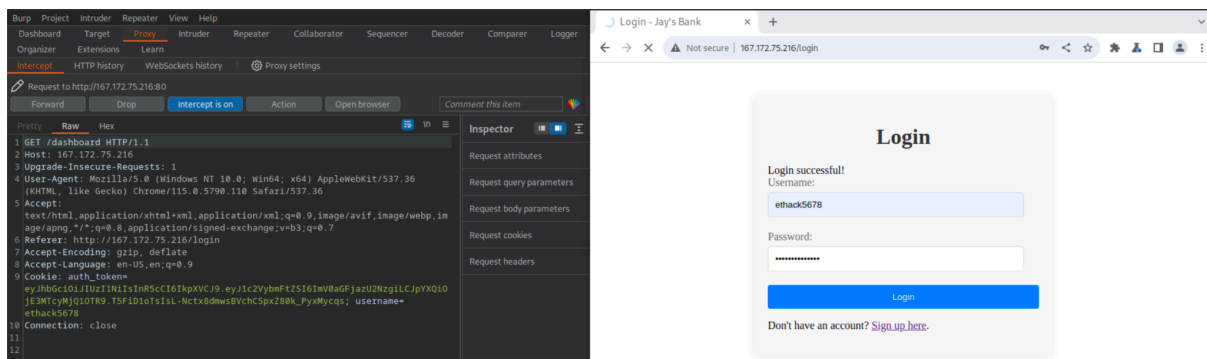 Burp Project Intruder Repeater View Help
Dashboard Target Proxy Intruder Repeater Collaborator Sequencer Decoder Comparer Logger
Organizer Extensions Learn
Intercept HTTP history WebSockets history Proxy settings
Request to http://167.172.75.216:80
Forward Drop Intercept is on Action Open browser Comment this item
Pretty Raw Hex \n
1 GET /dashboard HTTP/1.1
2 Host: 167.172.75.216
3 Upgrade-Insecure-Requests: 1
4 User-Agent: Mozilla/5.0 (Windows NT 10.0; Win64; x64) AppleWebKit/537.36
(KHTML, like Gecko) Chrome/115.0.5790.110 Safari/537.36
5 Accept:
text/html,application/xhtml+xml,application/xml;q=0.9,image/avif,image/webp,im
age/apng,*/*;q=0.8,application/signed-exchange;v=b3;q=0.7
6 Referer: http://167.172.75.216/login
7 Accept-Encoding: gzip, deflate
8 Accept-Language: en-US,en;q=0.9
9 Cookie: auth_token=
username=
ethack5678
10 Connection: close
11
12
Inspector
Request attributes
Request query parameters
Request body parameters
Request cookies
Request headers
Login - Jay's Bank
Not secure 167.172.75.216/login
Login
Login successful!
Username:
ethack5678
Password:
Login
Don't have an account? Sign up here.